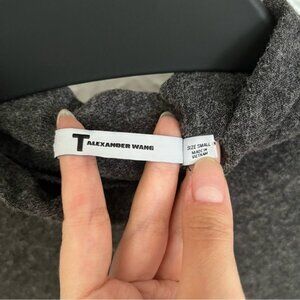 T ALEXANDER WANG
SIZE SMALL
MADE IN
VIETNAM